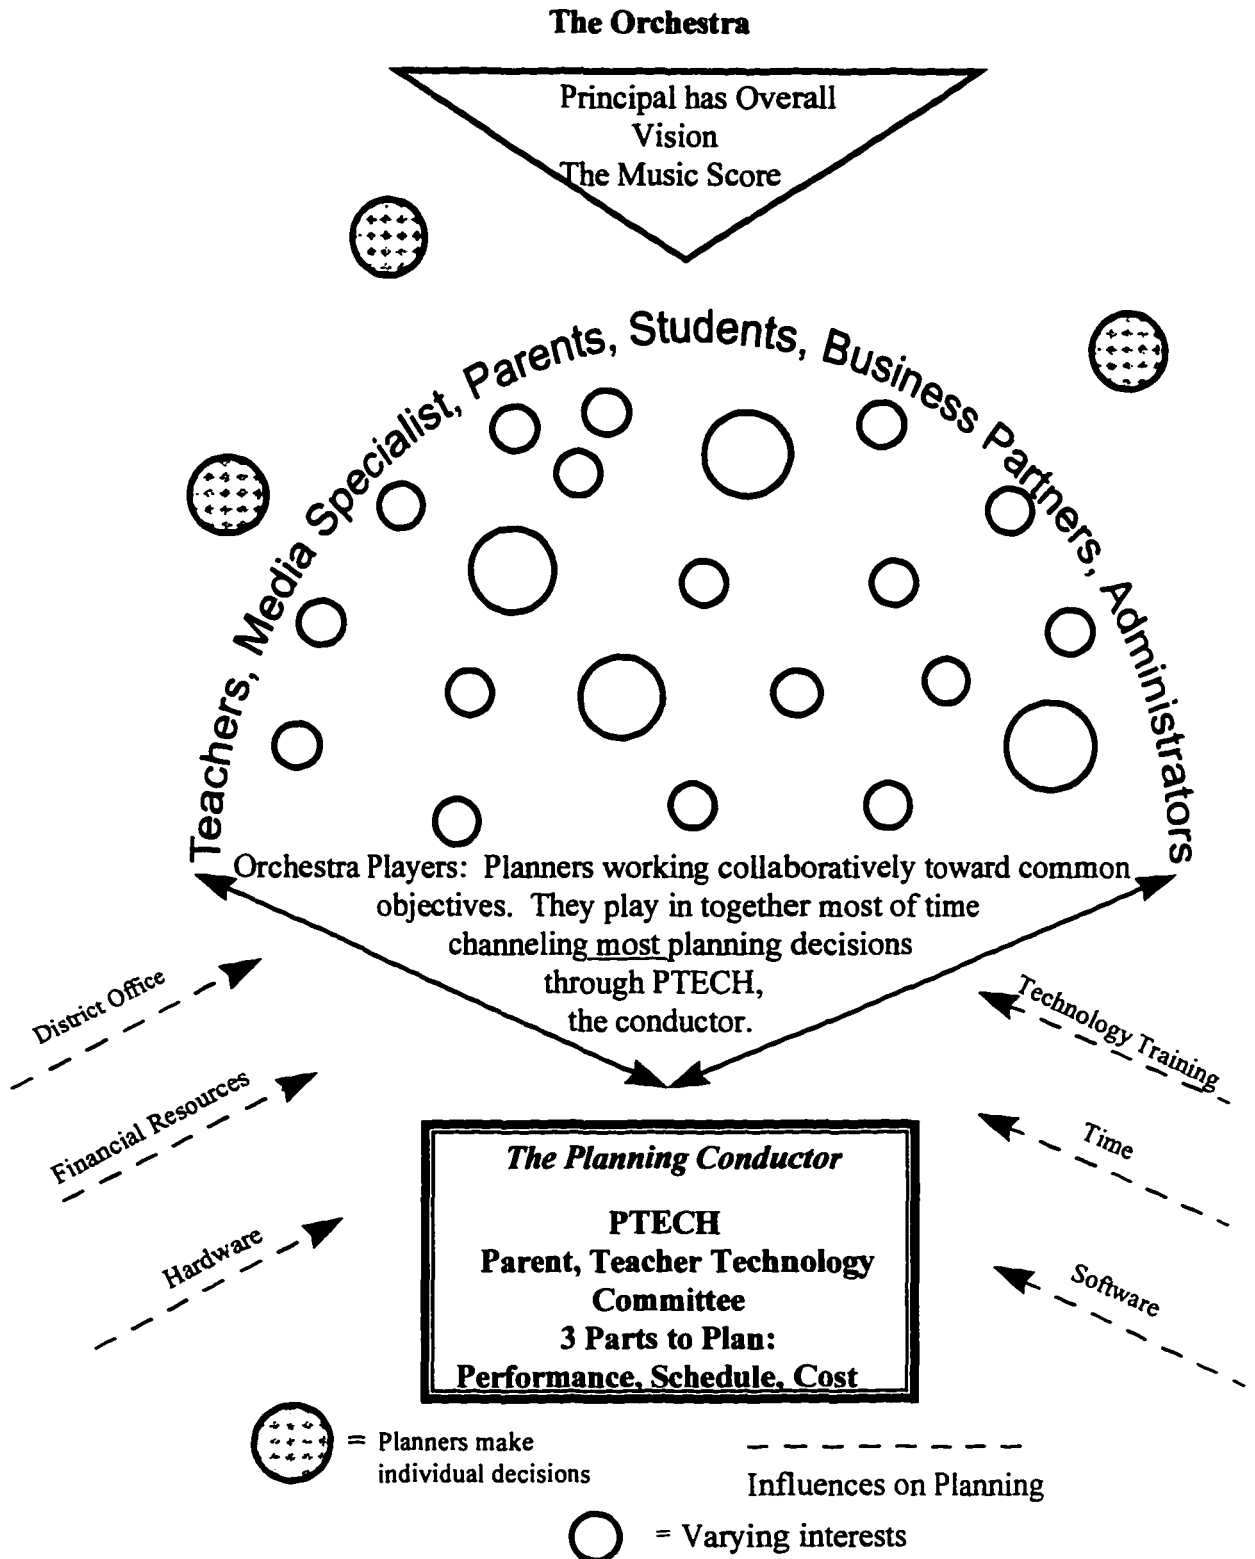 The Orchestra
Principal has Overall
Vision
The Music Score
Teachers, Media Specialist, Parents, Students, Business Partners, Administrators
Orchestra Players: Planners working collaboratively toward common
objectives. They play in together most of time
channeling most planning decisions
through PTECH,
the conductor.
District Office
Financial Resources
Hardware
Technology Training
Time
Software
The Planning Conductor
PTECH
Parent, Teacher Technology
Committee
3 Parts to Plan:
Performance, Schedule, Cost
= Planners make
individual decisions
Influences on Planning
= Varying interests